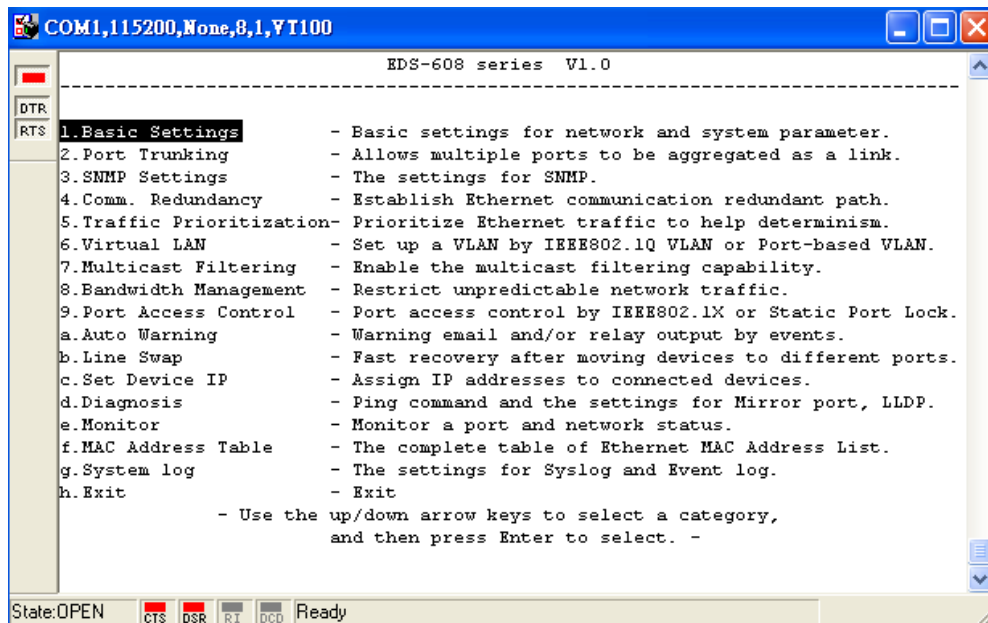 COM1,115200,None,8,1,VT100
EDS-608 series V1.0
--------------------------------------------------------------------------------
DTR
RTS
1.Basic Settings - Basic settings for network and system parameter.
2.Port Trunking - Allows multiple ports to be aggregated as a link.
3.SNMP Settings - The settings for SNMP.
4.Comm. Redundancy - Establish Ethernet communication redundant path.
5.Traffic Prioritization- Prioritize Ethernet traffic to help determinism.
6.Virtual LAN - Set up a VLAN by IEEE802.1Q VLAN or Port-based VLAN.
7.Multicast Filtering - Enable the multicast filtering capability.
8.Bandwidth Management - Restrict unpredictable network traffic.
9.Port Access Control - Port access control by IEEE802.1X or Static Port Lock.
a.Auto Warning - Warning email and/or relay output by events.
b.Line Swap - Fast recovery after moving devices to different ports.
c.Set Device IP - Assign IP addresses to connected devices.
d.Diagnosis - Ping command and the settings for Mirror port, LLDP.
e.Monitor - Monitor a port and network status.
f.MAC Address Table - The complete table of Ethernet MAC Address List.
g.System log - The settings for Syslog and Event log.
h.Exit - Exit
- Use the up/down arrow keys to select a category,
and then press Enter to select. -
State:OPEN CTS DSR RI DCD Ready